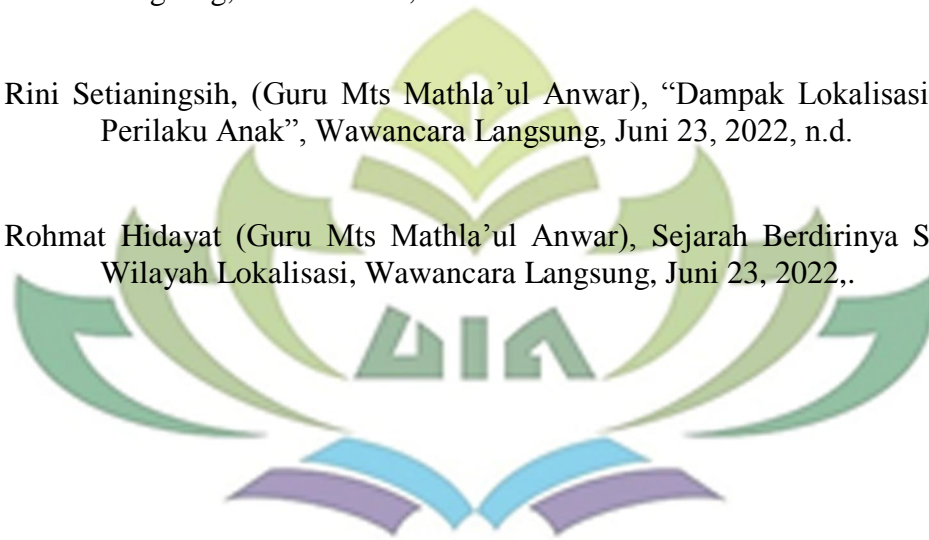 Rini Setianingsih, (Guru Mts Mathla’ul Anwar), “Dampak Lokalisasi
Perilaku Anak”, Wawancara Langsung, Juni 23, 2022, n.d.
Rohmat Hidayat (Guru Mts Mathla’ul Anwar), Sejarah Berdirinya S
Wilayah Lokalisasi, Wawancara Langsung, Juni 23, 2022,.
UIN